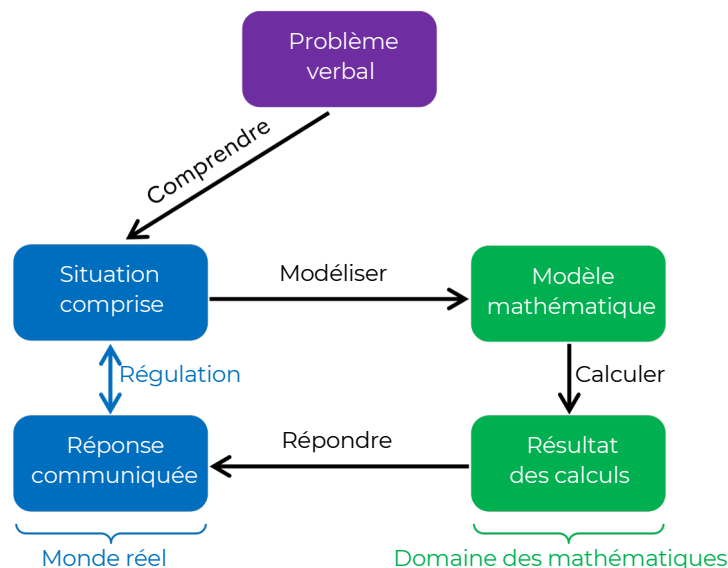 Problème
verbal
Comprendre
Situation
comprise
Modéliser
Modèle
mathématique
Régulation
Calculer
Réponse
communiquée
Répondre
Résultat
des calculs
Monde réel
Domaine des mathématiques